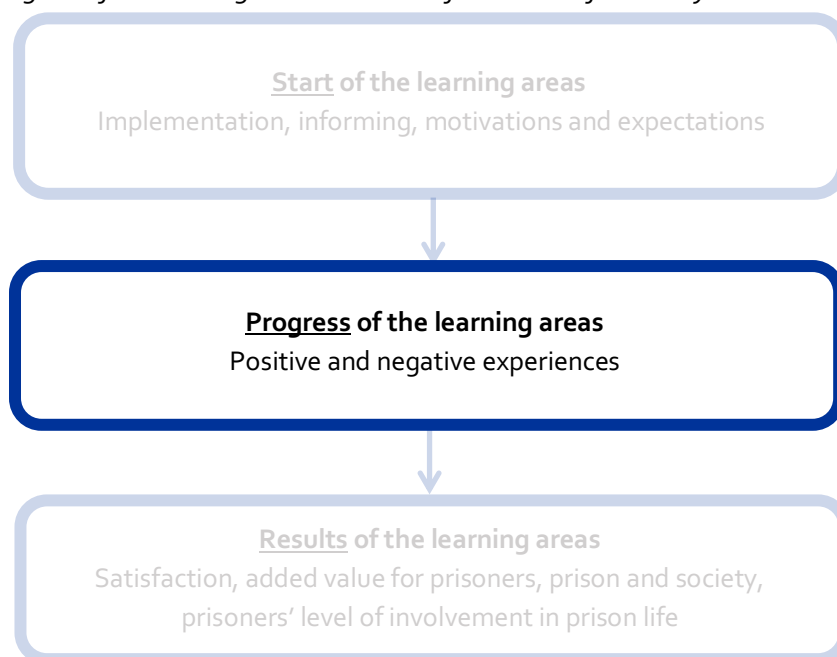 Start of the learning areas
Implementation, informing, motivations and expectations
Progress of the learning areas
Positive and negative experiences
Results of the learning areas
Satisfaction, added value for prisoners, prison and society,
prisoners’ level of involvement in prison life